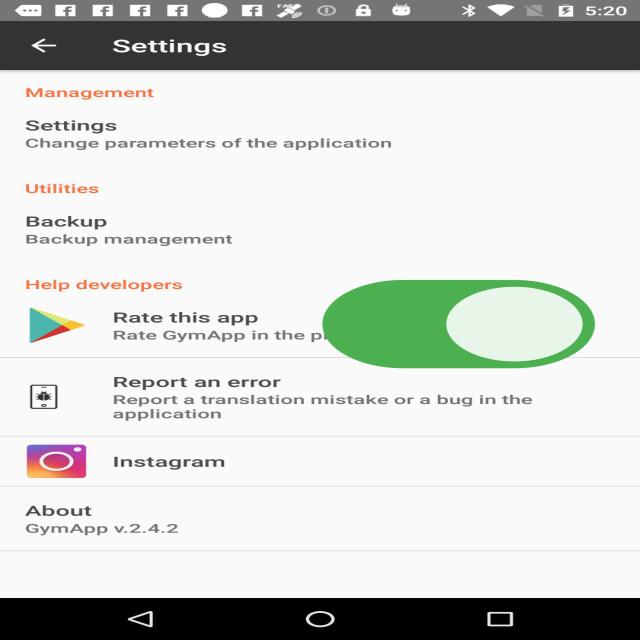 5:20
Settings
Management
Settings
Change parameters of the application
Utilities
Backup
Backup management
Help developers
Rate this app
Rate GymApp in the
Report an error
Report a translation mistake or a bug in the
application
Instagram
About
GymApp v.2.4.2